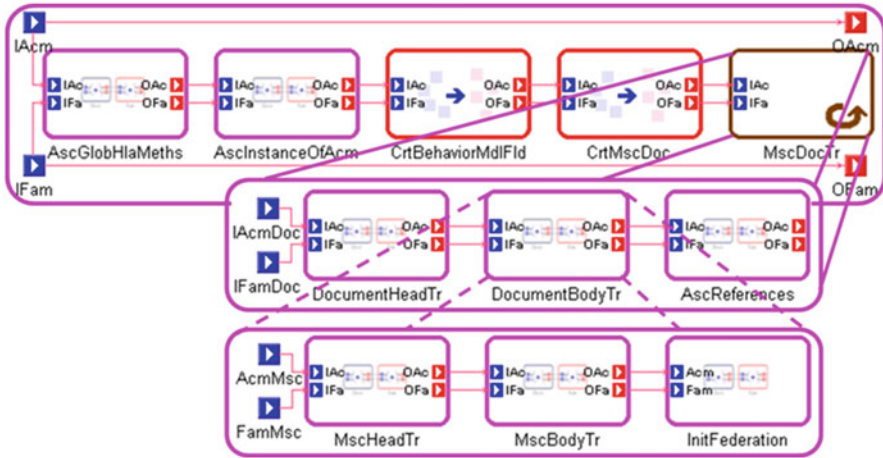 IAcm OAcm
IAc OAc IAc OAc IAc OAc IAc OAc IAc
IFa OFa IFa OFa IFa OFa IFa OFa IFa
AscGlobHlaMeths AscInstanceOfAcm CrtBehaviorMdlFld CrtMscDoc MscDocTr
IFam OFam
IAcmDoc IAc OAc IAc OAc IAc OAc
IFa OFa IFa OFa IFa OFa
IFamDoc
DocumentHeadTr DocumentBodyTr AscReferences
AcmMsc IAc OAc IAc OAc Acm
IFa OFa IFa OFa Fam
FamMsc
MscHeadTr MscBodyTr InitFederation